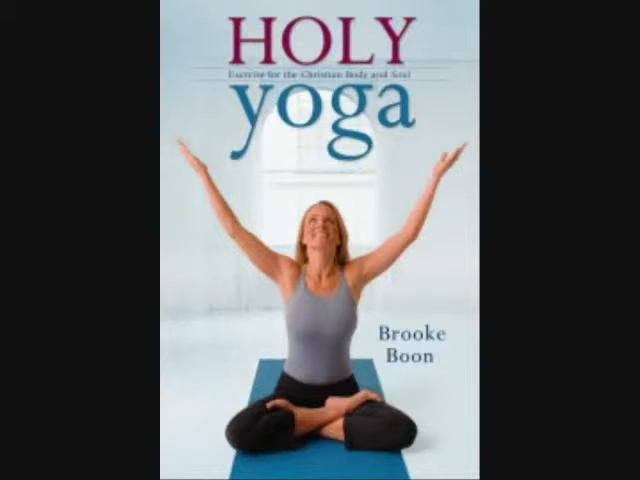 HOLY
Exercise for the Christian Body and Soul
yoga
Brooke
Boon